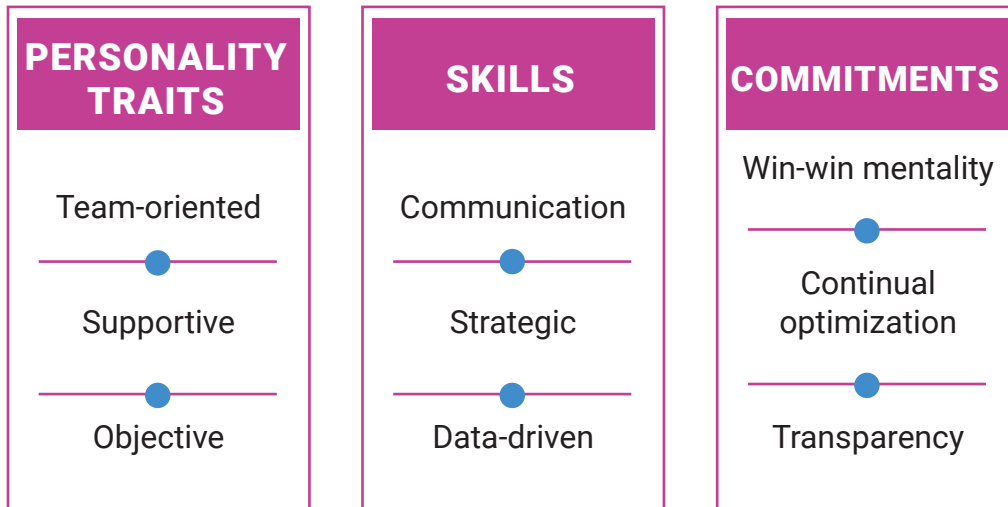 PERSONALITY
TRAITS
Team-oriented
Supportive
Objective
SKILLS
Communication
Strategic
Data-driven
COMMITMENTS
Win-win mentality
Continual
optimization
Transparency